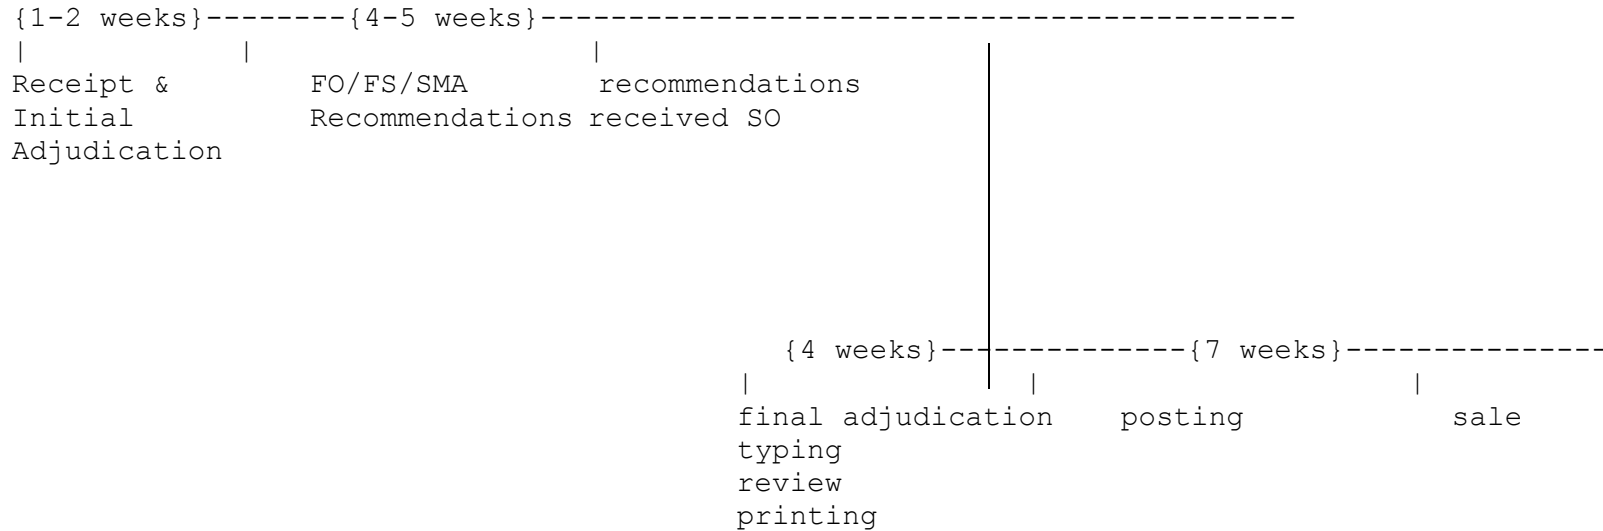 {1-2 weeks}--------{4-5 weeks}-------------------------------------------
| | |
Receipt & FO/FS/SMA recommendations
Initial Recommendations received SO
Adjudication
{4 weeks}--------------{7 weeks}---------------
| | |
final adjudication posting sale
typing
review
printing